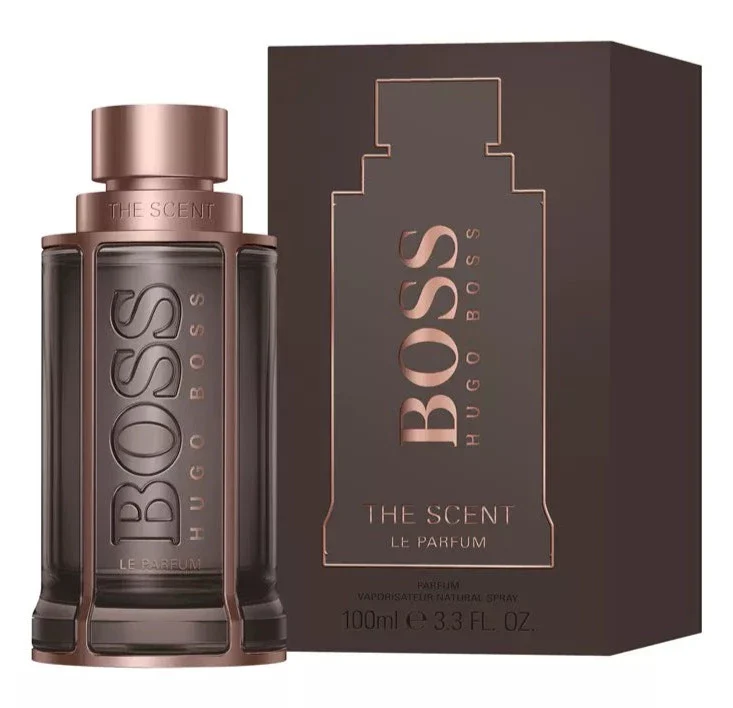 THE SCENT
BOSS
HUGO BOSS
LE PARFUM
BOSS
HUGO BOSS
THE SCENT
LE PARFUM
PARFUM
VAPORISATEUR NATURAL SPRAY
100ml ℮ 3.3 FL. OZ.